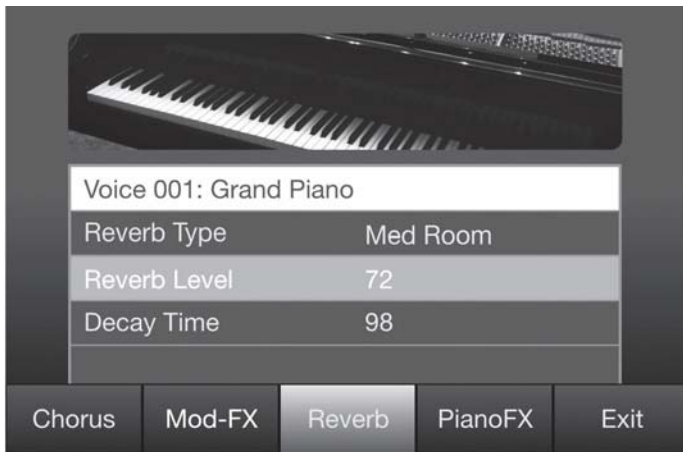 Voice 001: Grand Piano
Reverb Type Med Room
Reverb Level 72
Decay Time 98
Chorus Mod-FX Reverb PianoFX Exit